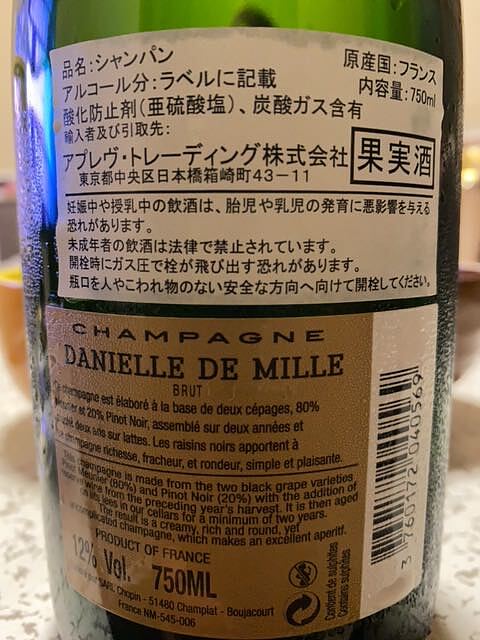 品名:シャンパン
原産国:フランス
アルコール分:ラベルに記載
内容量:750ml
酸化防止剤(亜硫酸塩)、炭酸ガス含有
輸入者及び引取先:
アプレヴ・トレーディング株式会社
果実酒
東京都中央区日本橋箱崎町43-11
妊娠中や授乳中の飲酒は、胎児や乳児の発育に悪影響を与える
恐れがあります。
未成年者の飲酒は法律で禁止されています。
開栓時にガス圧で栓が飛び出す恐れがあります。
瓶口を人やこわれ物のない安全な方向へ向けて開栓してください。
CHAMPAGNE
DANIELLE DE MILLE
BRUT
champagne est élaboré à la base de deux cépages, 80%
Meunier et 20% Pinot Noir, assemblé sur deux années et
deux ans sur lattes. Les raisins noirs apportent à
champagne richesse, fracheur, et rondeur, simple et plaisante.
This champagne is made from the two black grape varieties
Pinot Meunier (80%) and Pinot Noir (20%) with the addition of
reserve wine from the preceding year's harvest. It is then aged
on its lees in our cellars for a minimum of two years.
The result is a creamy, rich and round, yet
uncomplicated champagne, which makes an excellent aperitif.
PRODUCT OF FRANCE
12% Vol. 750ML
SARL Chopin - 51480 Champlat - Boujacourt
France NM-545-006
Contient de sulphites
Contains sulphites
3 760172 040569